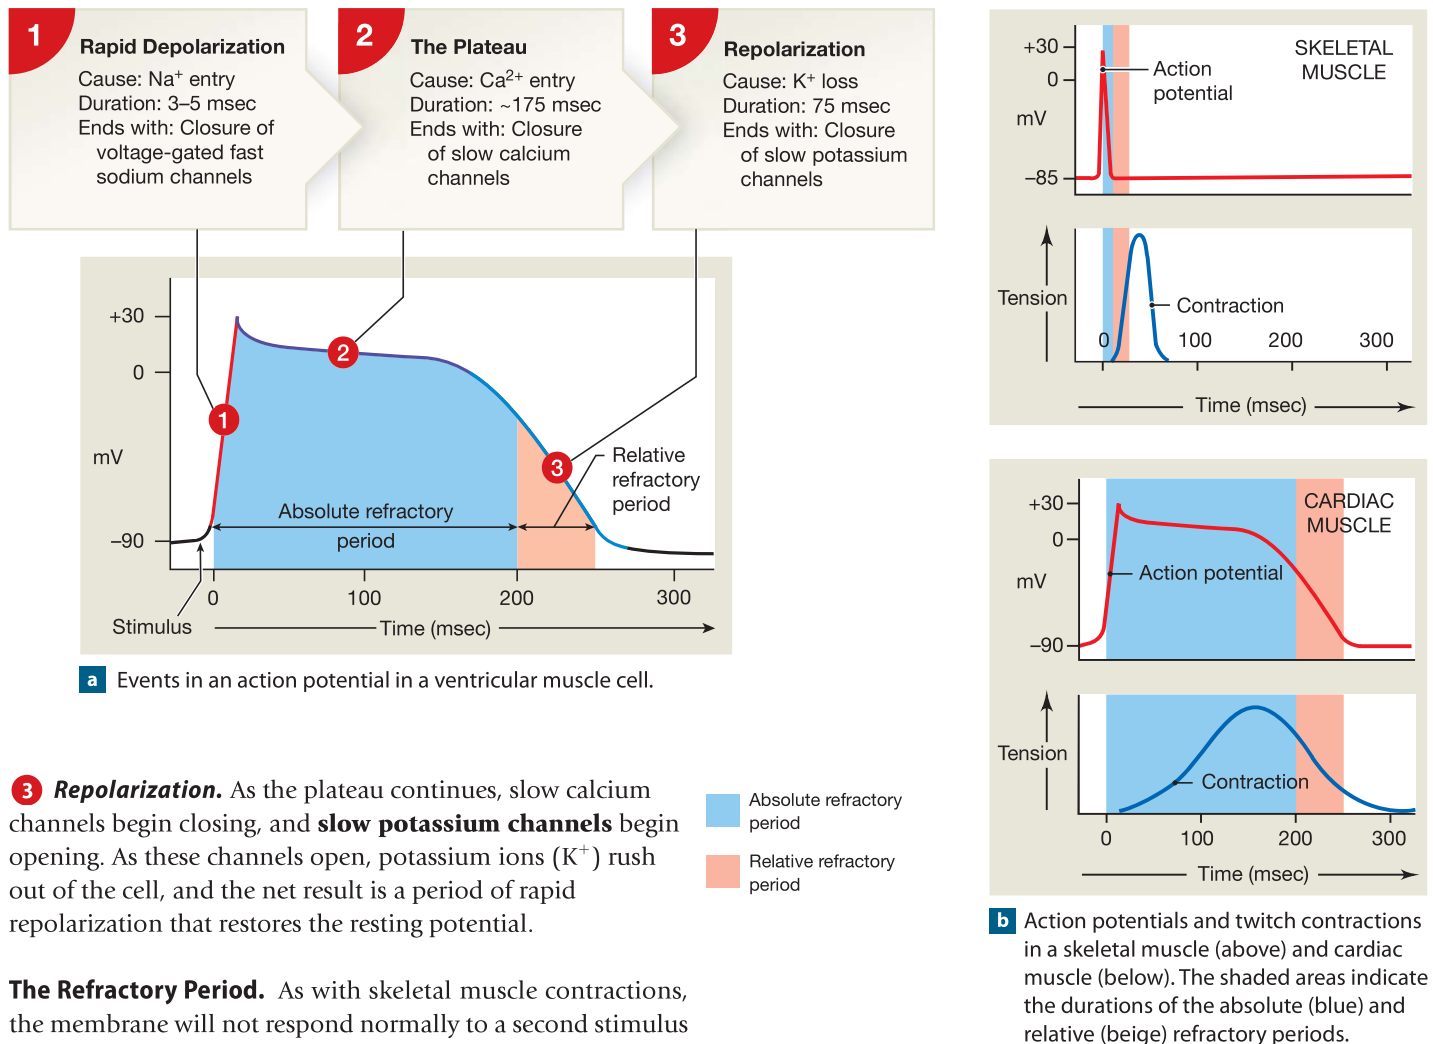 1
Rapid Depolarization
Cause: Na+ entry
Duration: 3–5 msec
Ends with: Closure of
voltage-gated fast
sodium channels
2
The Plateau
Cause: Ca2+ entry
Duration: ~175 msec
Ends with: Closure
of slow calcium
channels
3
Repolarization
Cause: K+ loss
Duration: 75 msec
Ends with: Closure
of slow potassium
channels
+30
0
mV
–90
1
2
3
Absolute refractory
period
Relative
refractory
period
0 100 200 300
Stimulus
Time (msec)
a Events in an action potential in a ventricular muscle cell.
3 Repolarization. As the plateau continues, slow calcium
channels begin closing, and slow potassium channels begin
opening. As these channels open, potassium ions (K+) rush
out of the cell, and the net result is a period of rapid
repolarization that restores the resting potential.
The Refractory Period. As with skeletal muscle contractions,
the membrane will not respond normally to a second stimulus
Absolute refractory
period
Relative refractory
period
SKELETAL
MUSCLE
+30
0
mV
–85
Action
potential
Tension
Contraction
0 100 200 300
Time (msec)
CARDIAC
MUSCLE
+30
0
mV
–90
Action potential
Tension
Contraction
0 100 200 300
Time (msec)
b Action potentials and twitch contractions
in a skeletal muscle (above) and cardiac
muscle (below). The shaded areas indicate
the durations of the absolute (blue) and
relative (beige) refractory periods.